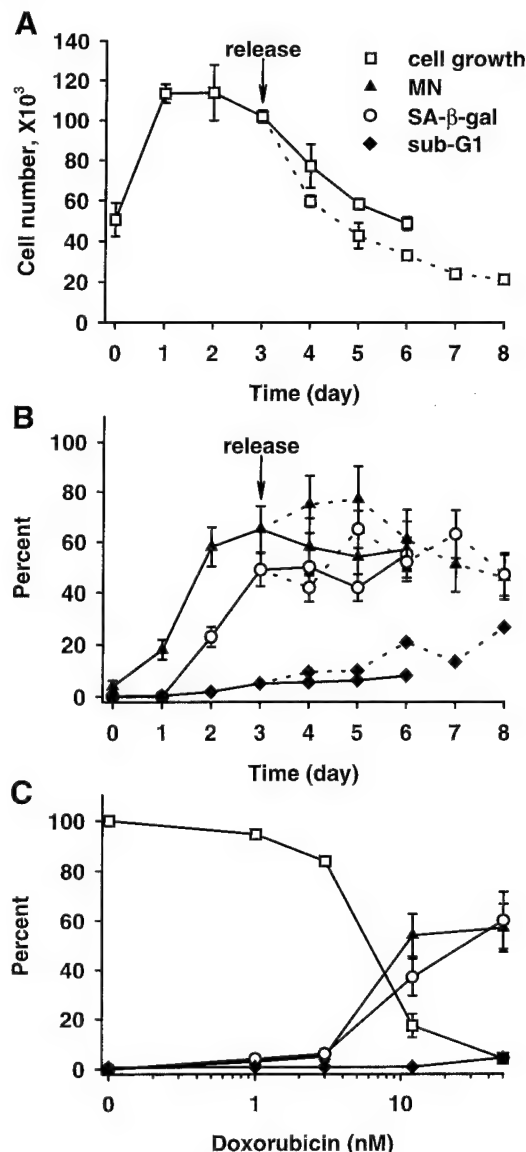 A
release
140
120
100
80
60
40
20
0
Cell number, X10³
0 1 2 3 4 5 6 7 8
Time (day)
cell growth
MN
SA-β-gal
sub-G1
B
release
100
80
60
40
20
0
Percent
0 1 2 3 4 5 6 7 8
Time (day)
C
100
80
60
40
20
0
Percent
0 1 10
Doxorubicin (nM)